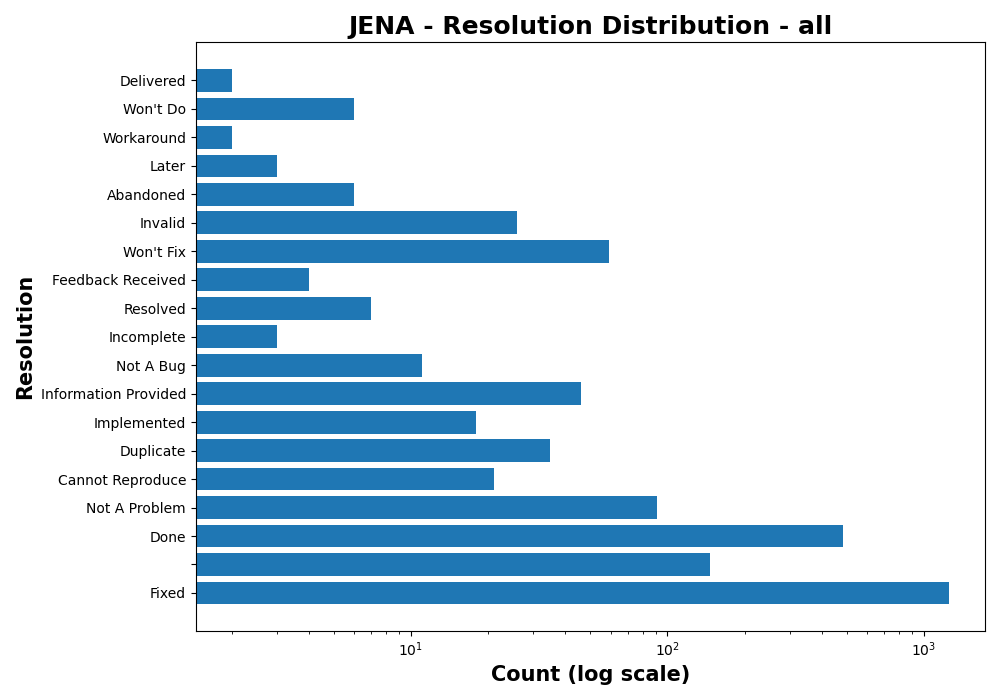 JENA - Resolution Distribution - all
Delivered
Won't Do
Workaround
Later
Abandoned
Invalid
Won't Fix
Feedback Received
Resolved
Incomplete
Not A Bug
Information Provided
Implemented
Duplicate
Cannot Reproduce
Not A Problem
Done
Fixed
Resolution
10¹ 10² 10³
Count (log scale)